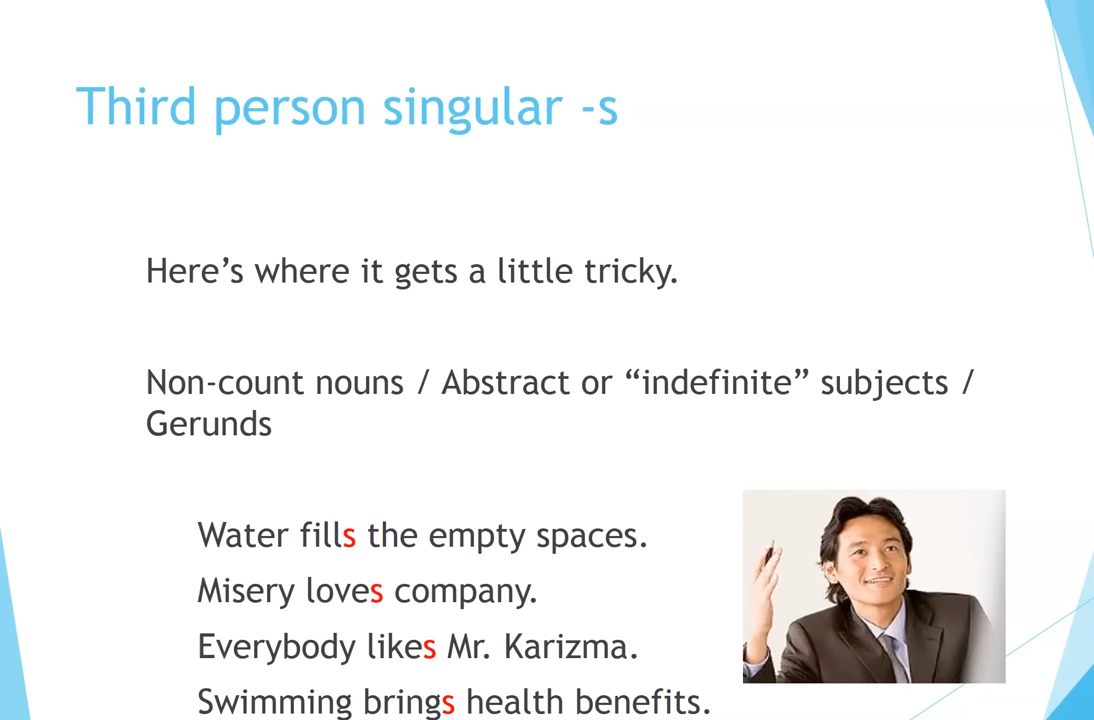 Third person singular -s
Here’s where it gets a little tricky.
Non-count nouns / Abstract or “indefinite” subjects /
Gerunds
Water fills the empty spaces.
Misery loves company.
Everybody likes Mr. Karizma.
Swimming brings health benefits.